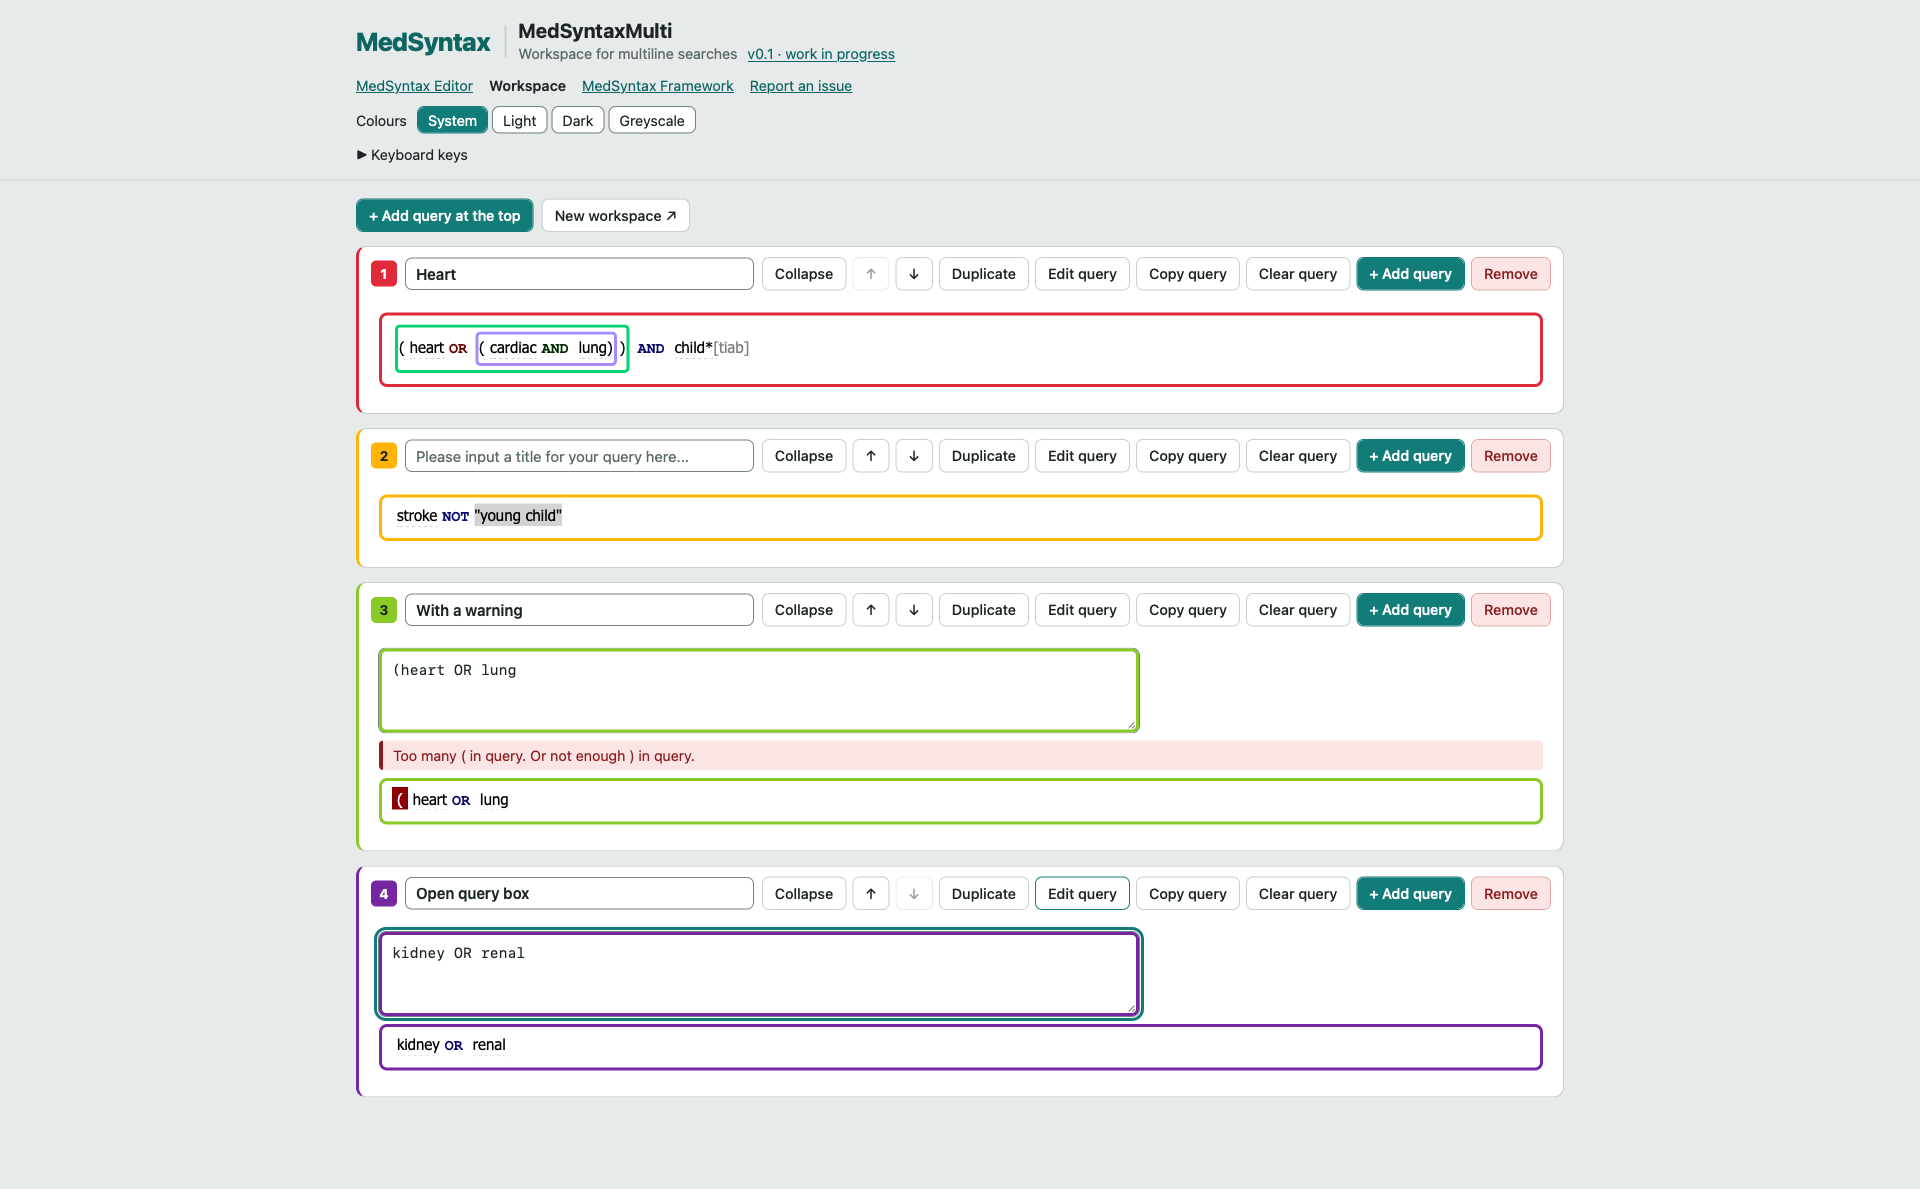 MedSyntax
MedSyntaxMulti
Workspace for multiline searches v0.1 · work in progress
MedSyntax Editor Workspace MedSyntax Framework Report an issue
Colours System Light Dark Greyscale
▶ Keyboard keys
+ Add query at the top New workspace ↗
1 Heart Collapse ↑ ↓ Duplicate Edit query Copy query Clear query + Add query Remove
( heart OR ( cardiac AND lung) ) AND child*[tiab]
2 Please input a title for your query here... Collapse ↑ ↓ Duplicate Edit query Copy query Clear query + Add query Remove
stroke NOT "young child"
3 With a warning Collapse ↑ ↓ Duplicate Edit query Copy query Clear query + Add query Remove
(heart OR lung
Too many ( in query. Or not enough ) in query.
( heart OR lung
4 Open query box Collapse ↑ ↓ Duplicate Edit query Copy query Clear query + Add query Remove
kidney OR renal
kidney OR renal